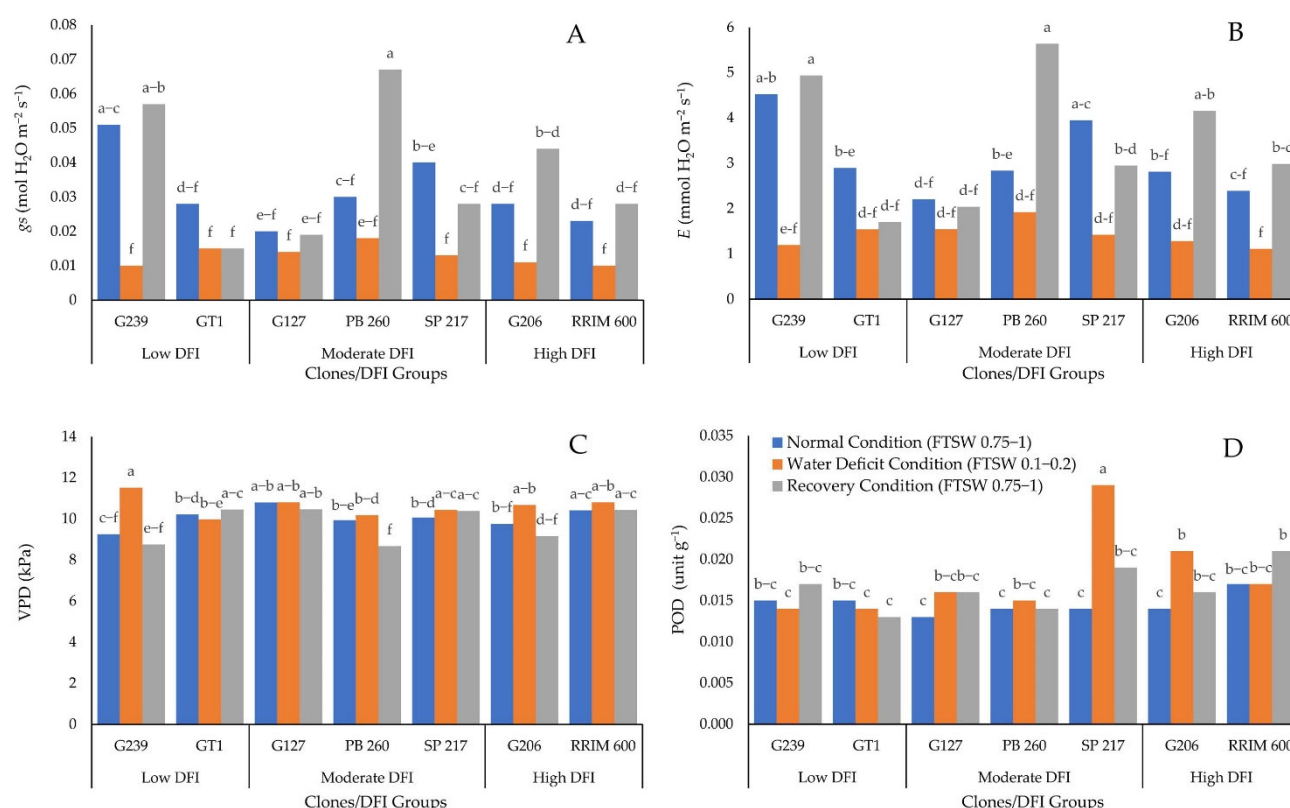 A
0.08
0.07
0.06
0.05
0.04
0.03
0.02
0.01
0
gs (mol H₂O m⁻² s⁻¹)
a−c f a−b
d−f f f
e−f f e−f
c−f e−f a
b−e f c−f
d−f f b−d
d−f f d−f
G239 GT1 G127 PB 260 SP 217 G206 RRIM 600
Low DFI Moderate DFI High DFI
Clones/DFI Groups
B
6
5
4
3
2
1
0
E (mmol H₂O m⁻² s⁻¹)
a-b e-f a
b-e d-f d-f
d-f d-f d-f
b-e d-f a
a-c d-f b-d
b-f d-f a-b
c-f f b-d
G239 GT1 G127 PB 260 SP 217 G206 RRIM 600
Low DFI Moderate DFI High DFI
Clones/DFI Groups
C
14
12
10
8
6
4
2
0
VPD (kPa)
c−f a e−f
b−d b−e a−c
a−b a−b a−b
b−e b−d f
b−d a−c a−c
b−f a−b d−f
a−c a−b a−c
G239 GT1 G127 PB 260 SP 217 G206 RRIM 600
Low DFI Moderate DFI High DFI
Clones/DFI Groups
D
Normal Condition (FTSW 0.75−1)
Water Deficit Condition (FTSW 0.1−0.2)
Recovery Condition (FTSW 0.75−1)
0.035
0.030
0.025
0.020
0.015
0.010
0.005
0.000
POD (unit g⁻¹)
b−c c b−c
b−c c c
c b−c b−c
c b−c c
c a b−c
c b b−c
b−c b−c b
G239 GT1 G127 PB 260 SP 217 G206 RRIM 600
Low DFI Moderate DFI High DFI
Clones/DFI Groups